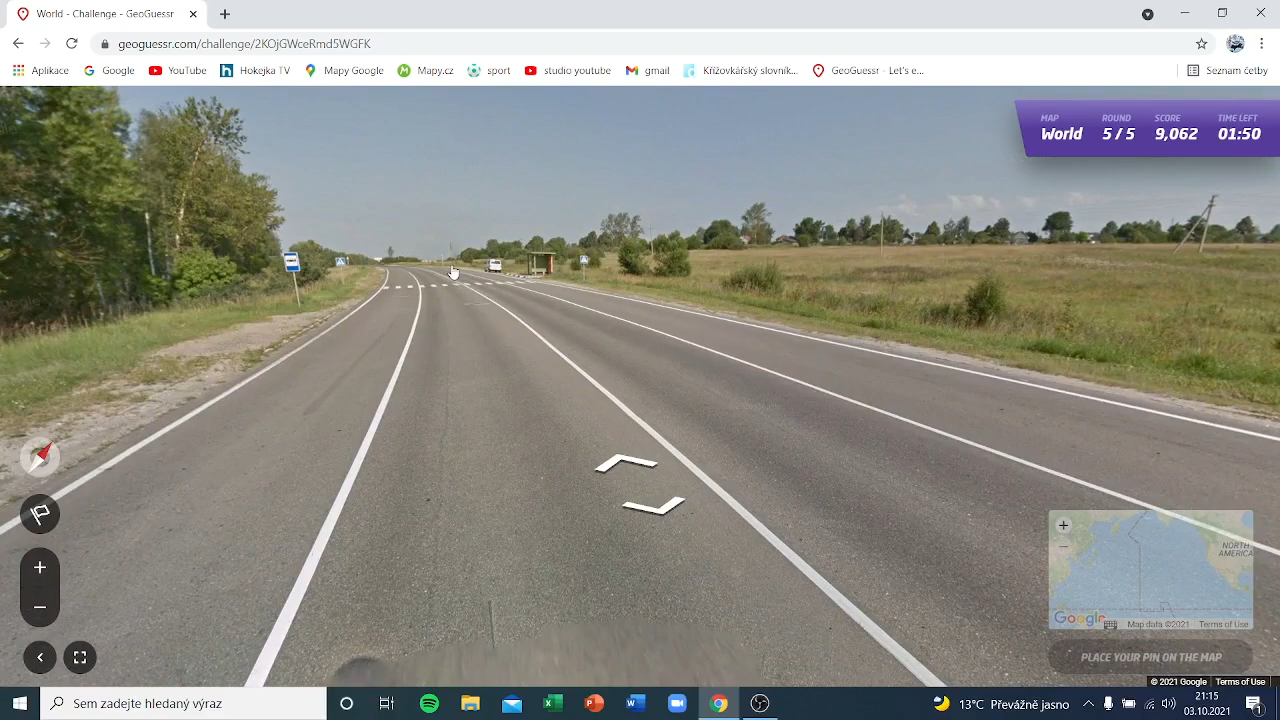 World - Challenge - GeoGuessr
geoguessr.com/challenge/2KOjGWceRmd5WGFK
Aplikace
Google
YouTube
Hokejka TV
Mapy Google
Mapy.cz
sport
studio youtube
gmail
Křížovkářský slovník...
GeoGuessr - Let's e...
Seznam četby
MAP
ROUND
SCORE
TIME LEFT
World
5 / 5
9,062
01:50
NORTH
AMERICA
Google
Map data ©2021
Terms of Use
PLACE YOUR PIN ON THE MAP
© 2021 Google
Terms of Use
Sem zadejte hledaný výraz
13°C Převážně jasno
21:15
03.10.2021